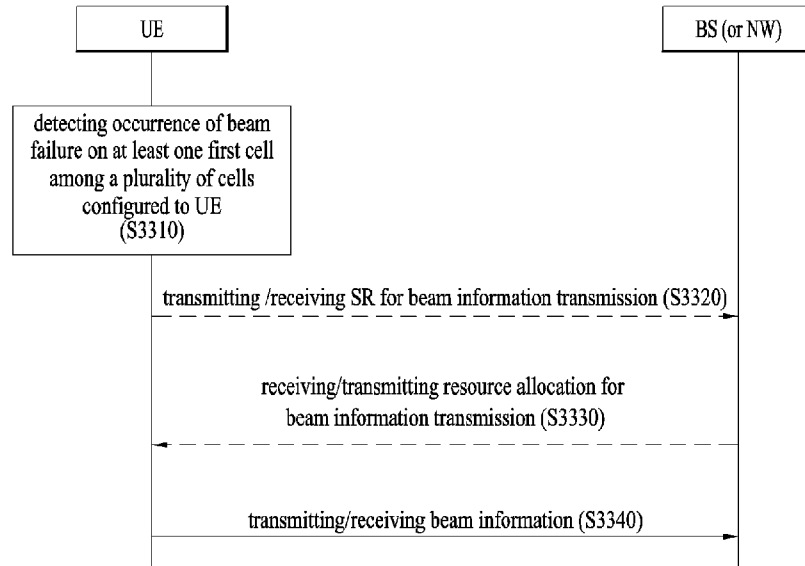 UE
BS (or NW)
detecting occurrence of beam
failure on at least one first cell
among a plurality of cells
configured to UE
(S3310)
transmitting /receiving SR for beam information transmission (S3320)
receiving/transmitting resource allocation for
beam information transmission (S3330)
transmitting/receiving beam information (S3340)